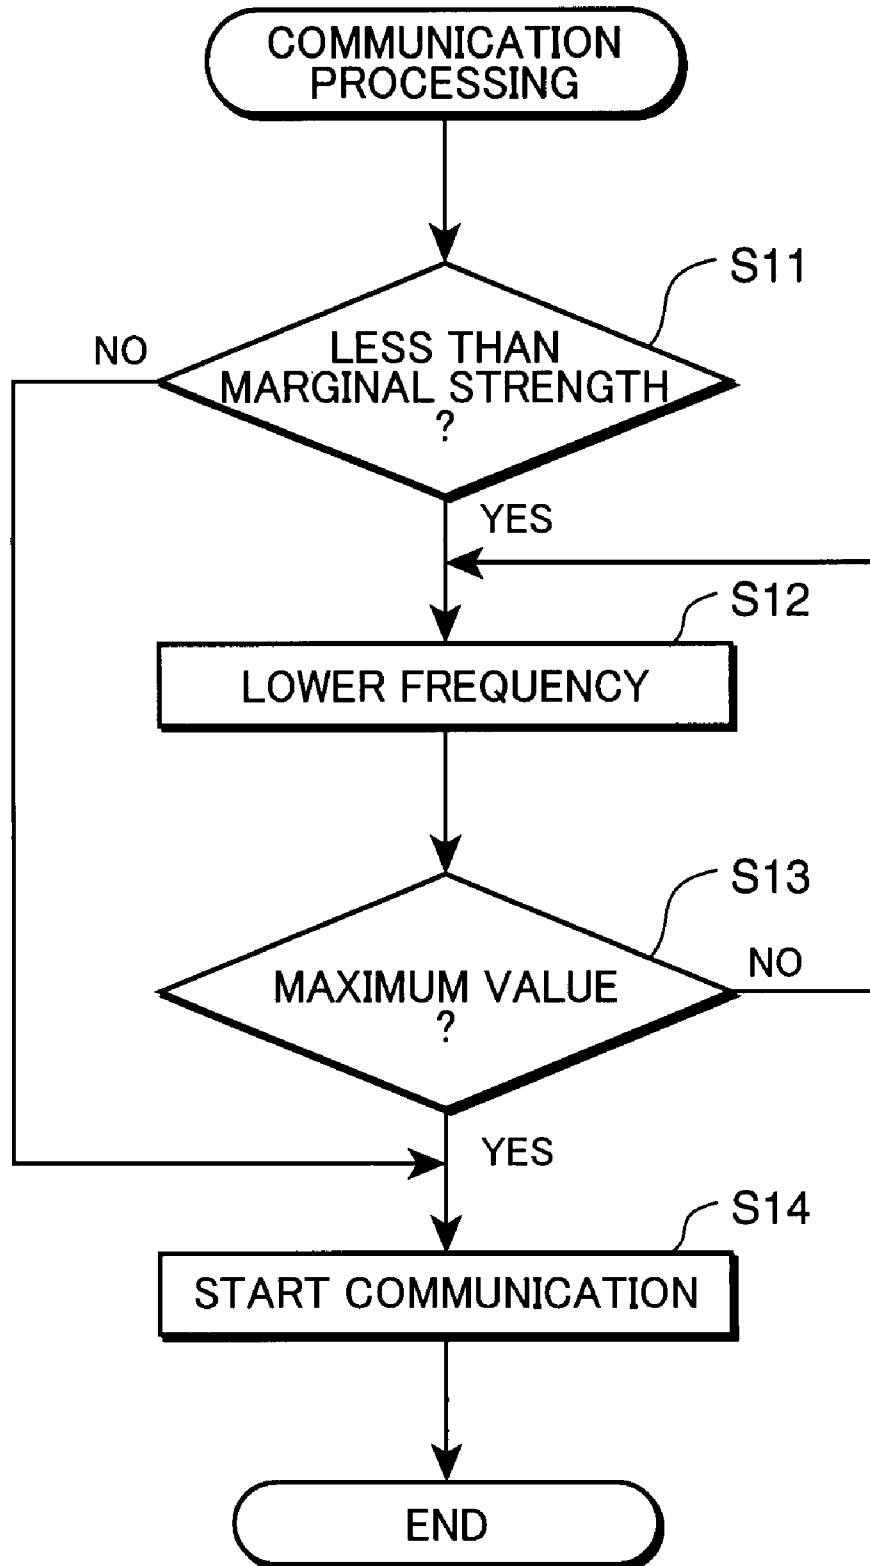 COMMUNICATION
PROCESSING
S11
NO
LESS THAN
MARGINAL STRENGTH
?
YES
S12
LOWER FREQUENCY
S13
NO
MAXIMUM VALUE
?
YES
S14
START COMMUNICATION
END